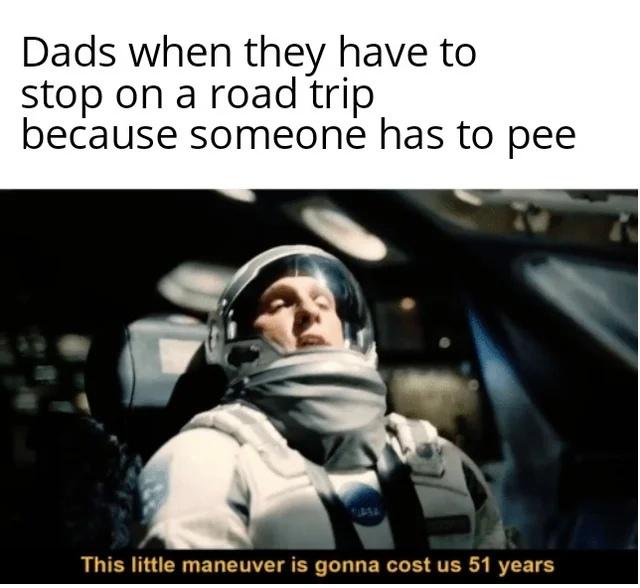 Dads when they have to
stop on a road trip
because someone has to pee
NASA
This little maneuver is gonna cost us 51 years